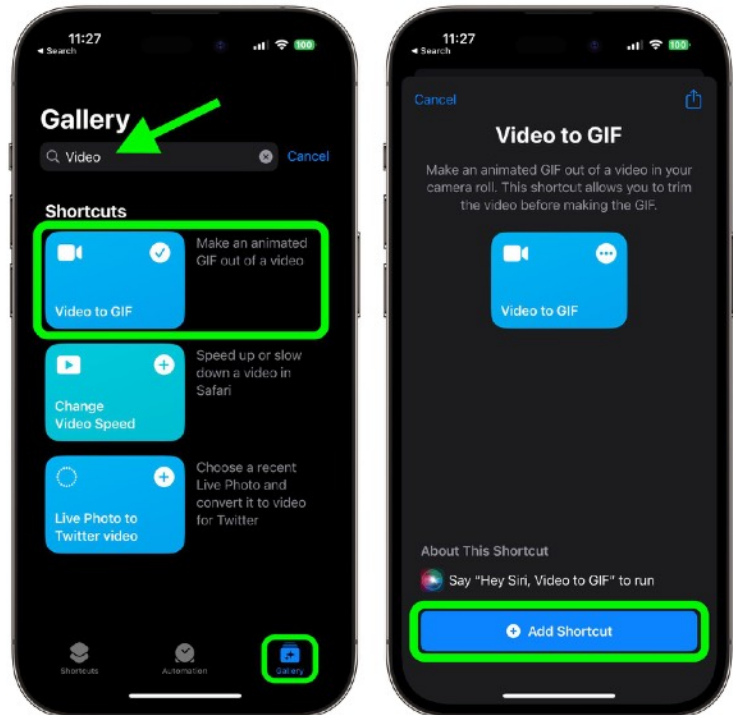 11:27
Search
100
Gallery
Video
Cancel
Shortcuts
Video to GIF
Make an animated
GIF out of a video
Change
Video Speed
Speed up or slow
down a video in
Safari
Live Photo to
Twitter video
Choose a recent
Live Photo and
convert it to video
for Twitter
Shortcuts
Automation
Gallery
11:27
Search
100
Cancel
Video to GIF
Make an animated GIF out of a video in your
camera roll. This shortcut allows you to trim
the video before making the GIF.
Video to GIF
About This Shortcut
Say "Hey Siri, Video to GIF" to run
Add Shortcut